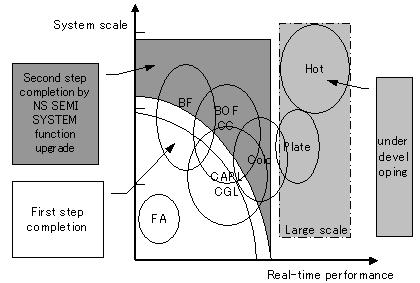 System scale
Second step
completion by
NS SEMI
SYSTEM
function
upgrade
First step
completion
BF
BOF
CC
Hot
Cold
Plate
CAPL
CGL
FA
under
devel
oping
Large scale
Real-time performance